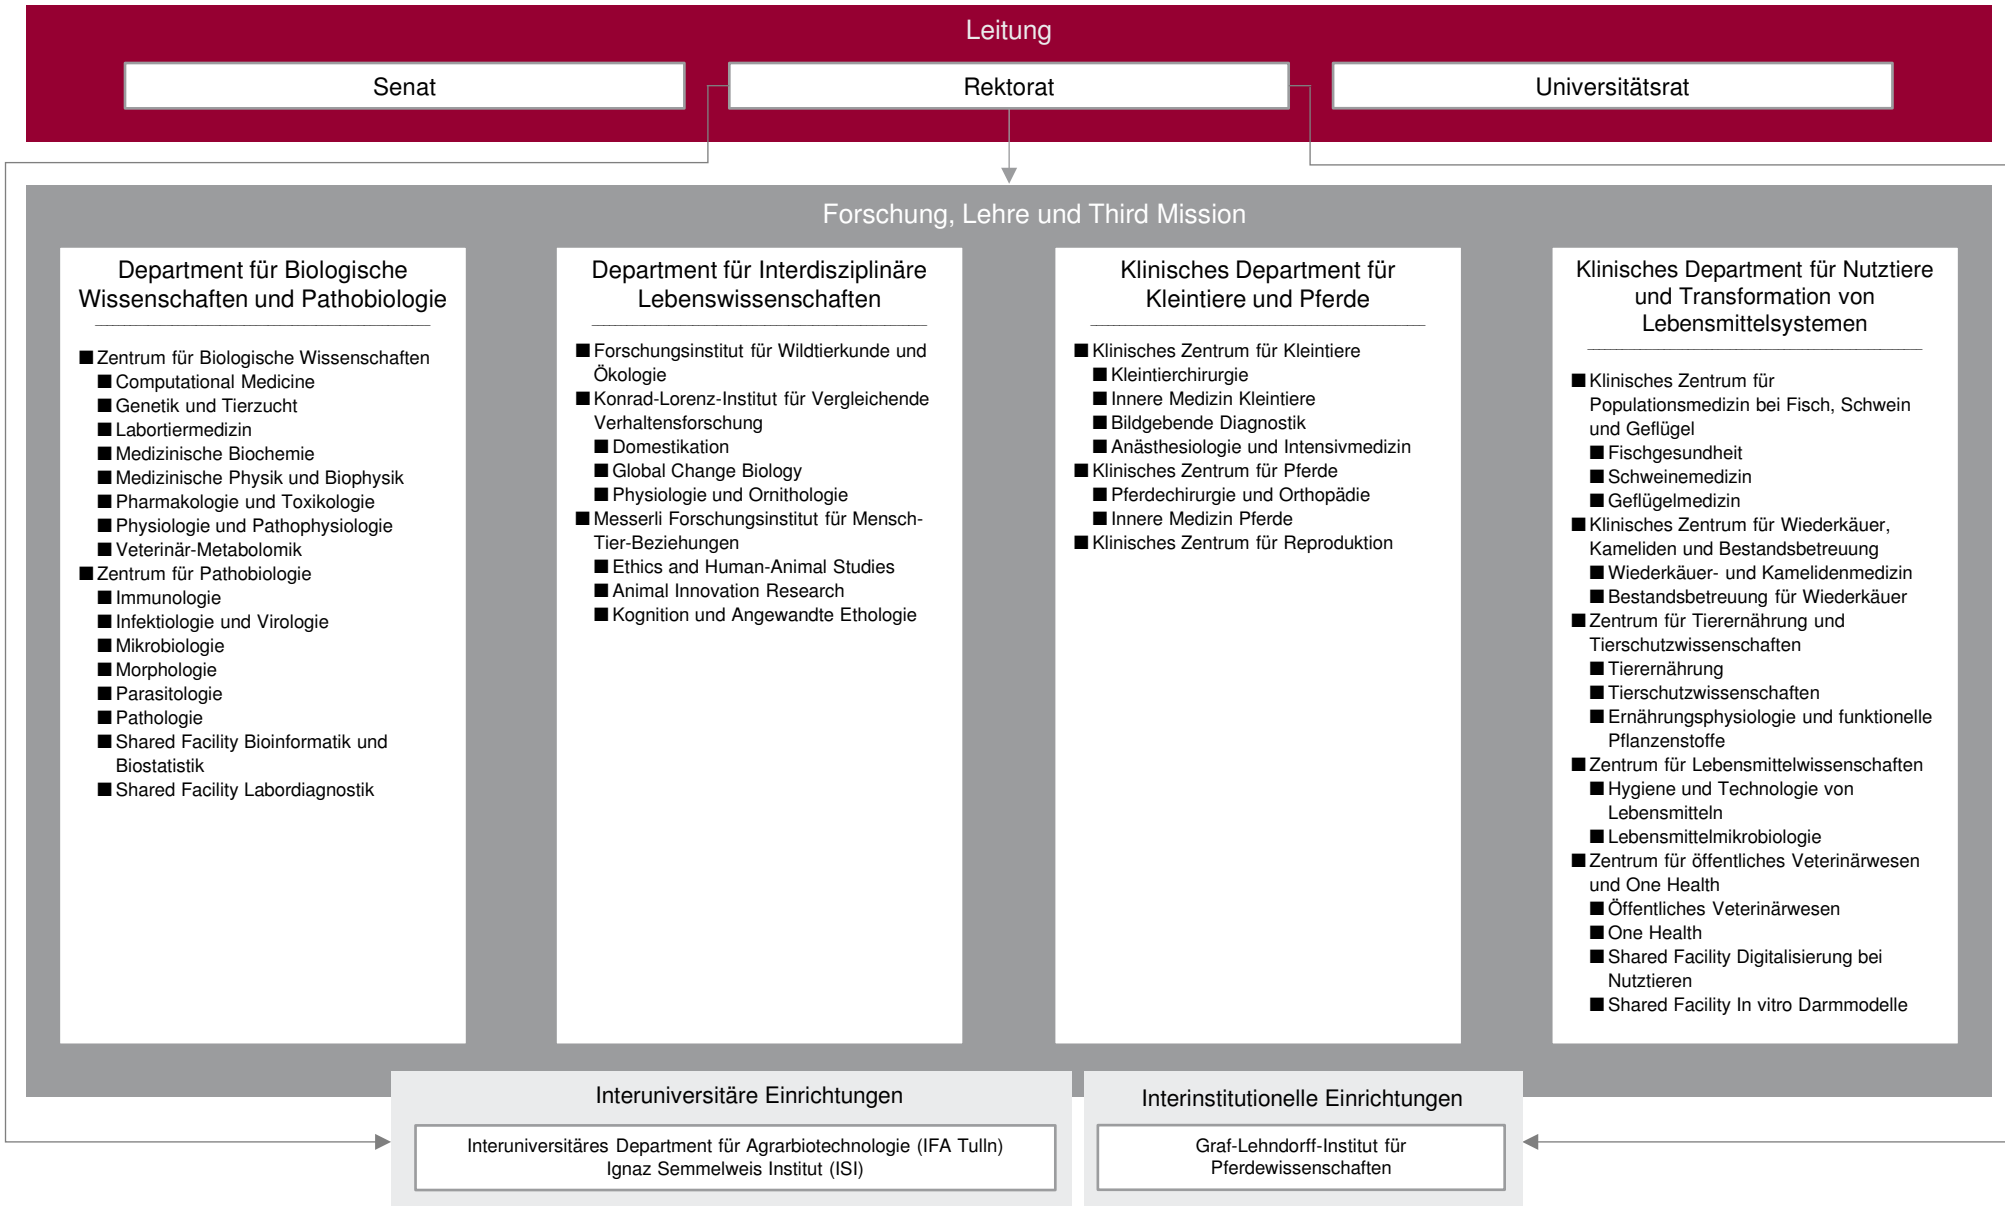 Leitung
Senat
Rektorat
Universitätsrat
Forschung, Lehre und Third Mission
Department für Biologische
Wissenschaften und Pathobiologie
■ Zentrum für Biologische Wissenschaften
■ Computational Medicine
■ Genetik und Tierzucht
■ Labortiermedizin
■ Medizinische Biochemie
■ Medizinische Physik und Biophysik
■ Pharmakologie und Toxikologie
■ Physiologie und Pathophysiologie
■ Veterinär-Metabolomik
■ Zentrum für Pathobiologie
■ Immunologie
■ Infektiologie und Virologie
■ Mikrobiologie
■ Morphologie
■ Parasitologie
■ Pathologie
■ Shared Facility Bioinformatik und
Biostatistik
■ Shared Facility Labordiagnostik
Department für Interdisziplinäre
Lebenswissenschaften
■ Forschungsinstitut für Wildtierkunde und
Ökologie
■ Konrad-Lorenz-Institut für Vergleichende
Verhaltensforschung
■ Domestikation
■ Global Change Biology
■ Physiologie und Ornithologie
■ Messerli Forschungsinstitut für Mensch-
Tier-Beziehungen
■ Ethics and Human-Animal Studies
■ Animal Innovation Research
■ Kognition und Angewandte Ethologie
Klinisches Department für
Kleintiere und Pferde
■ Klinisches Zentrum für Kleintiere
■ Kleintierchirurgie
■ Innere Medizin Kleintiere
■ Bildgebende Diagnostik
■ Anästhesiologie und Intensivmedizin
■ Klinisches Zentrum für Pferde
■ Pferdechirurgie und Orthopädie
■ Innere Medizin Pferde
■ Klinisches Zentrum für Reproduktion
Klinisches Department für Nutztiere
und Transformation von
Lebensmittelsystemen
■ Klinisches Zentrum für
Populationsmedizin bei Fisch, Schwein
und Geflügel
■ Fischgesundheit
■ Schweinemedizin
■ Geflügelmedizin
■ Klinisches Zentrum für Wiederkäuer,
Kameliden und Bestandsbetreuung
■ Wiederkäuer- und Kamelidenmedizin
■ Bestandsbetreuung für Wiederkäuer
■ Zentrum für Tierernährung und
Tierschutzwissenschaften
■ Tierernährung
■ Tierschutzwissenschaften
■ Ernährungsphysiologie und funktionelle
Pflanzenstoffe
■ Zentrum für Lebensmittelwissenschaften
■ Hygiene und Technologie von
Lebensmitteln
■ Lebensmittelmikrobiologie
■ Zentrum für öffentliches Veterinärwesen
und One Health
■ Öffentliches Veterinärwesen
■ One Health
■ Shared Facility Digitalisierung bei
Nutztieren
■ Shared Facility In vitro Darmmodelle
Interuniversitäre Einrichtungen
Interuniversitäres Department für Agrarbiotechnologie (IFA Tulln)
Ignaz Semmelweis Institut (ISI)
Interinstitutionelle Einrichtungen
Graf-Lehndorff-Institut für
Pferdewissenschaften